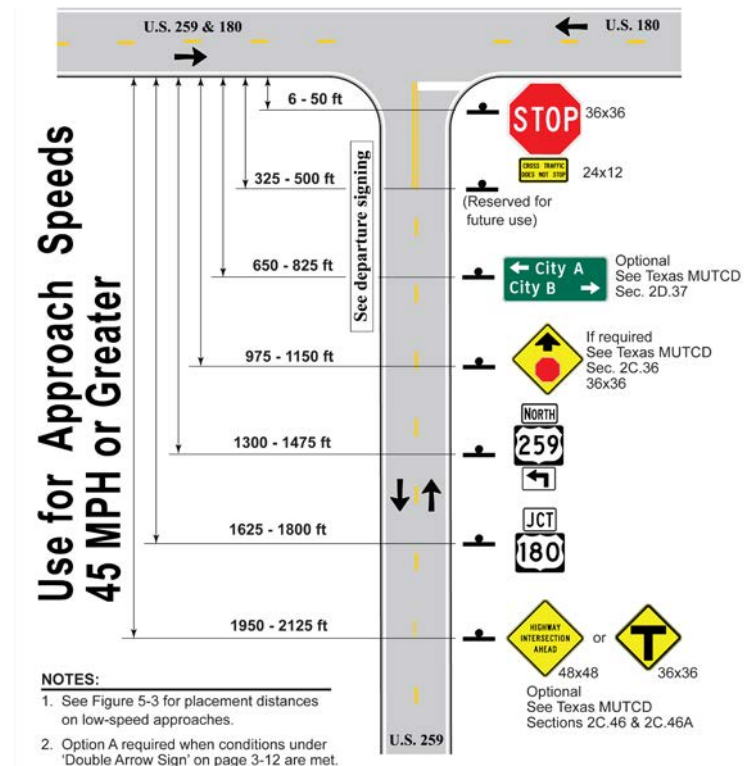 U.S. 259 & 180
U.S. 180
6 - 50 ft
STOP
36x36
CROSS TRAFFIC
DOES NOT STOP
24x12
325 - 500 ft
(Reserved for
future use)
See departure signing
Use for Approach Speeds
45 MPH or Greater
650 - 825 ft
← City A
City B →
Optional
See Texas MUTCD
Sec. 2D.37
975 - 1150 ft
If required
See Texas MUTCD
Sec. 2C.36
36x36
1300 - 1475 ft
NORTH
259
1625 - 1800 ft
JCT
180
1950 - 2125 ft
HIGHWAY
INTERSECTION
AHEAD
or
48x48
36x36
Optional
See Texas MUTCD
Sections 2C.46 & 2C.46A
U.S. 259
NOTES:
1. See Figure 5-3 for placement distances
on low-speed approaches.
2. Option A required when conditions under
'Double Arrow Sign' on page 3-12 are met.